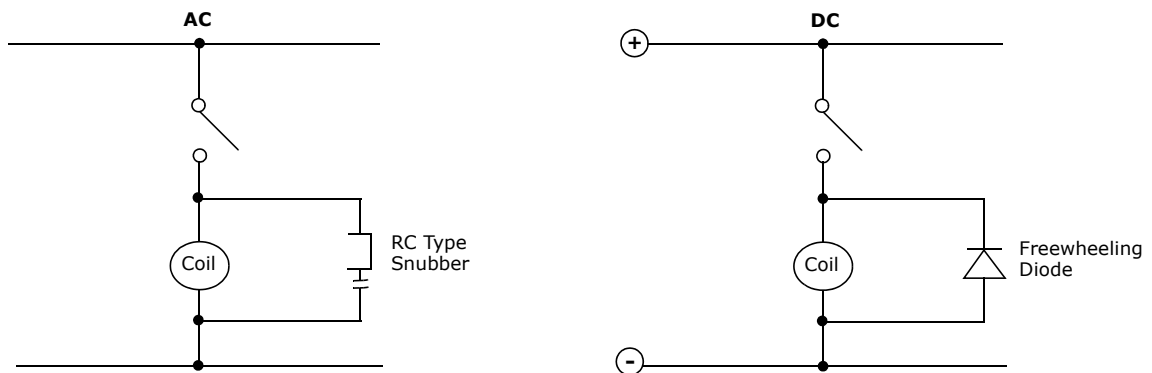 AC
Coil
RC Type
Snubber
+
DC
Coil
Freewheeling
Diode
-